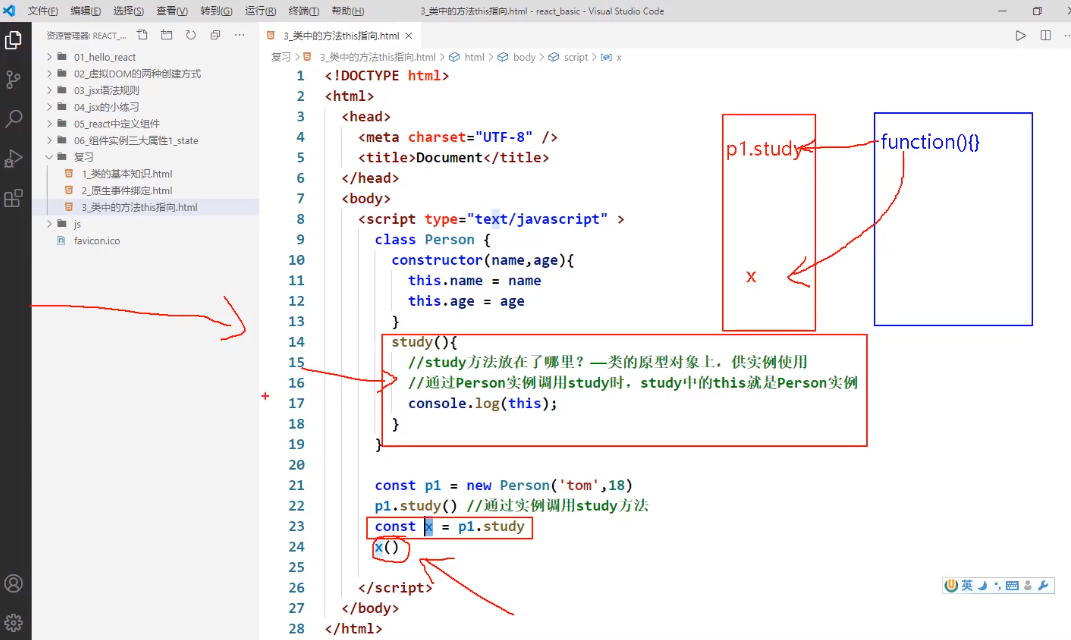 文件(F) 编辑(E) 选择(S) 查看(V) 转到(G) 运行(R) 终端(T) 帮助(H) 3_类中的方法this指向.html - react_basic - Visual Studio Code
资源管理器: REACT_...
01_hello_react
02_虚拟DOM的两种创建方式
03_jsx语法规则
04_jsx的小练习
05_react中定义组件
06_组件实例三大属性1_state
复习
1_类的基本知识.html
2_原生事件绑定.html
3_类中的方法this指向.html
js
favicon.ico
3_类中的方法this指向.html
复习 > 3_类中的方法this指向.html > html > body > script > x
1 <!DOCTYPE html>
2 <html>
3 <head>
4 <meta charset="UTF-8" />
5 <title>Document</title>
6 </head>
7 <body>
8 <script type="text/javascript" >
9 class Person {
10 constructor(name,age){
11 this.name = name
12 this.age = age
13 }
14 study(){
15 //study方法放在了哪里？——类的原型对象上，供实例使用
16 //通过Person实例调用study时，study中的this就是Person实例
17 console.log(this);
18 }
19 }
20
21 const p1 = new Person('tom',18)
22 p1.study() //通过实例调用study方法
23 const x = p1.study
24 x()
25
26 </script>
27 </body>
28 </html>
p1.study
x
function(){}
英